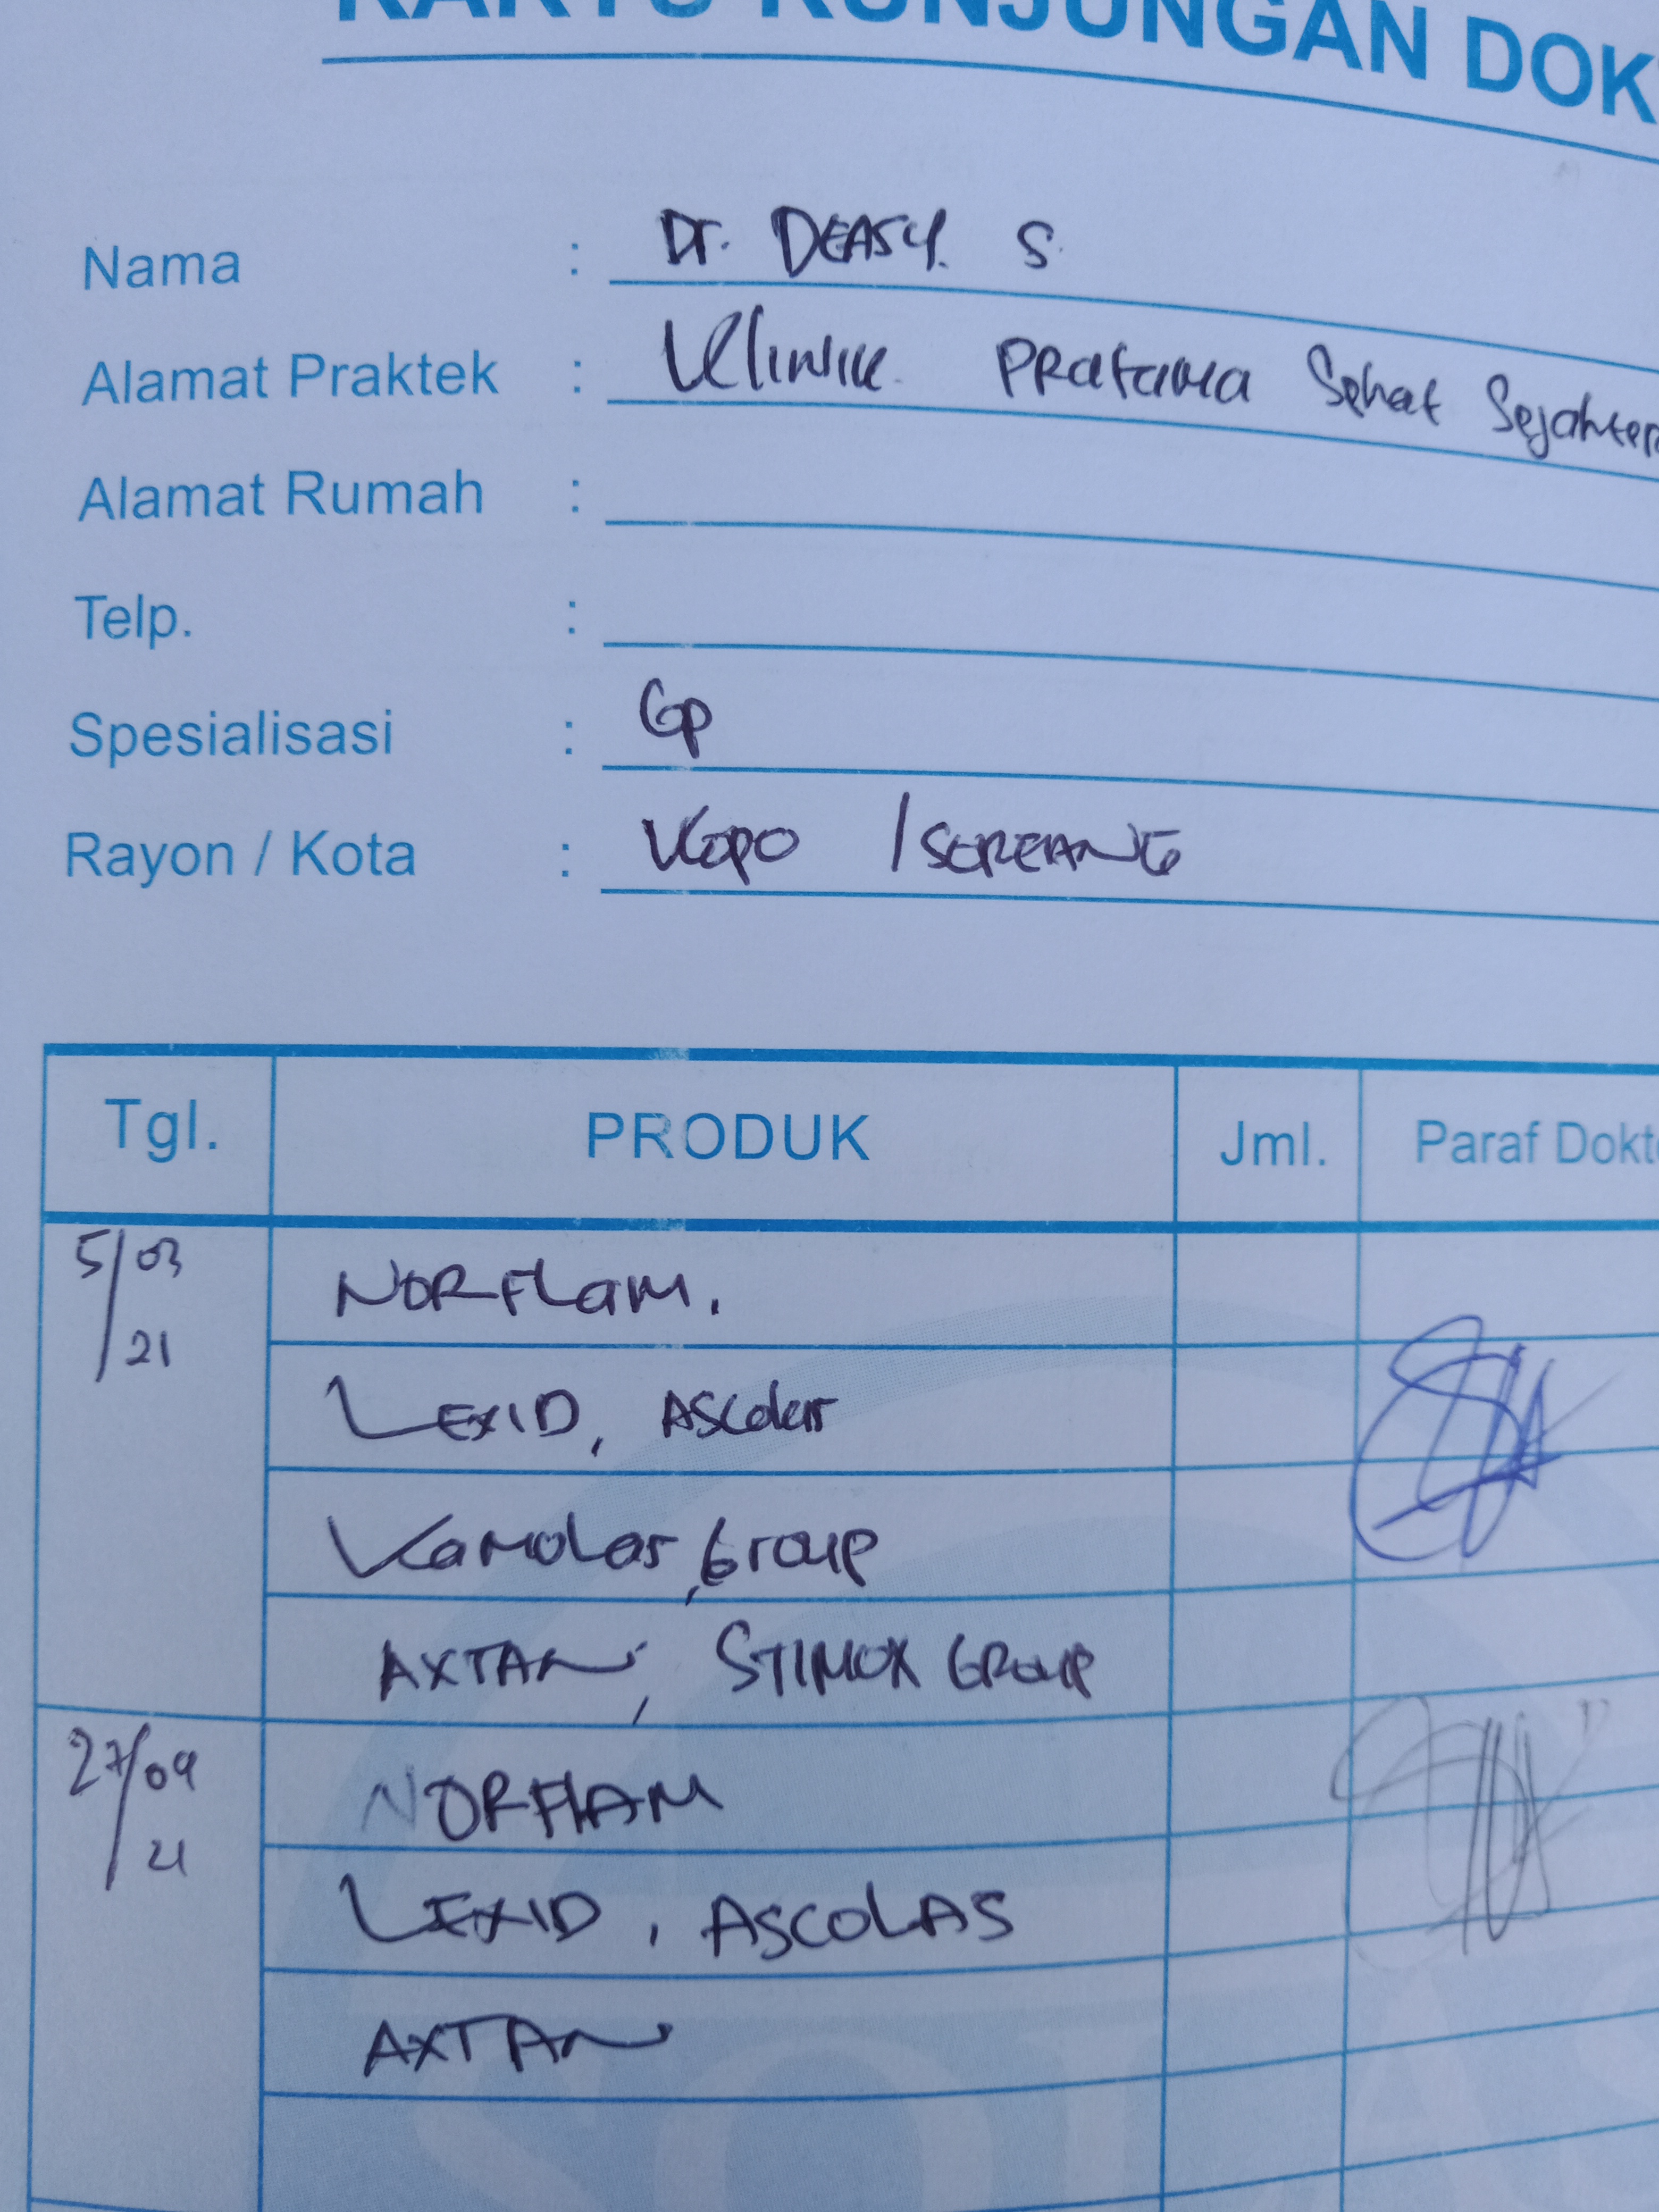 KARTU KUNJUNGAN DOK
Nama : Dr. DEASY. S.
Alamat Praktek : Klinik Pratama Sehat Sejahter
Alamat Rumah :
Telp. :
Spesialisasi : Gp
Rayon / Kota : Kopo / SOREANG
Tgl. PRODUK Jml. Paraf Dokt
5/03/21 NORFLam.
LEXID, Ascolas
Kamolas, Group
AXTAN, STIMOX GROUP
27/09/21 NORFLAM
LEXID, ASCOLAS
AXTAN
SOLAS